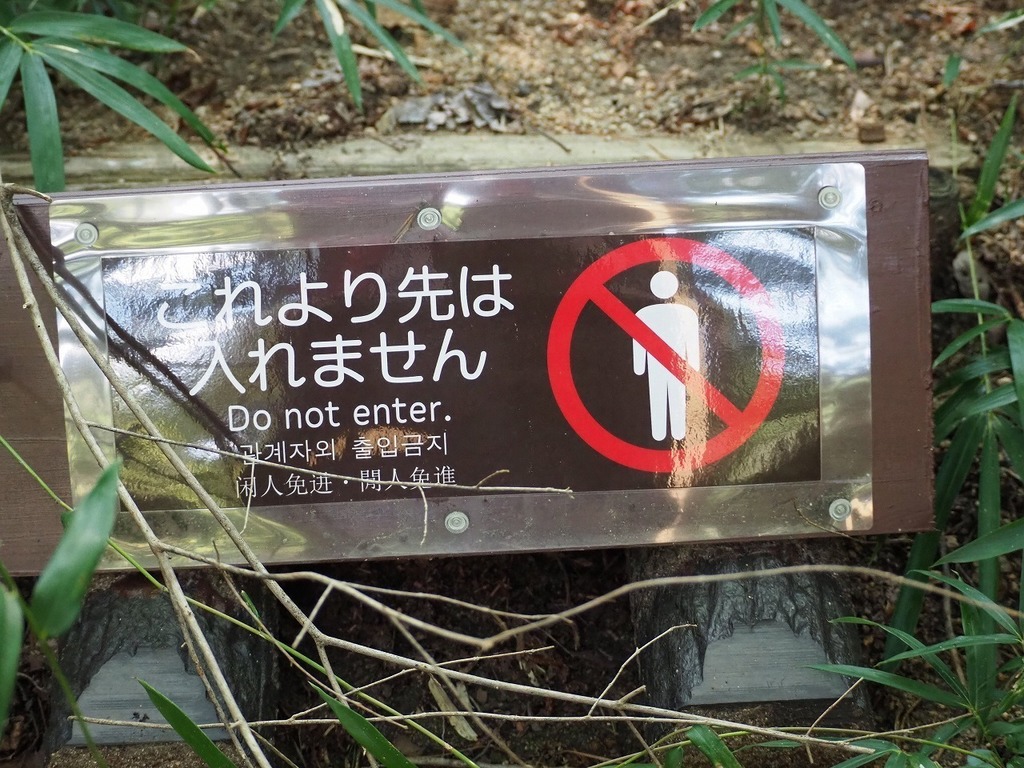 これより先は
入れません
Do not enter.
관계자외 출입금지
闲人免进・閒人免進